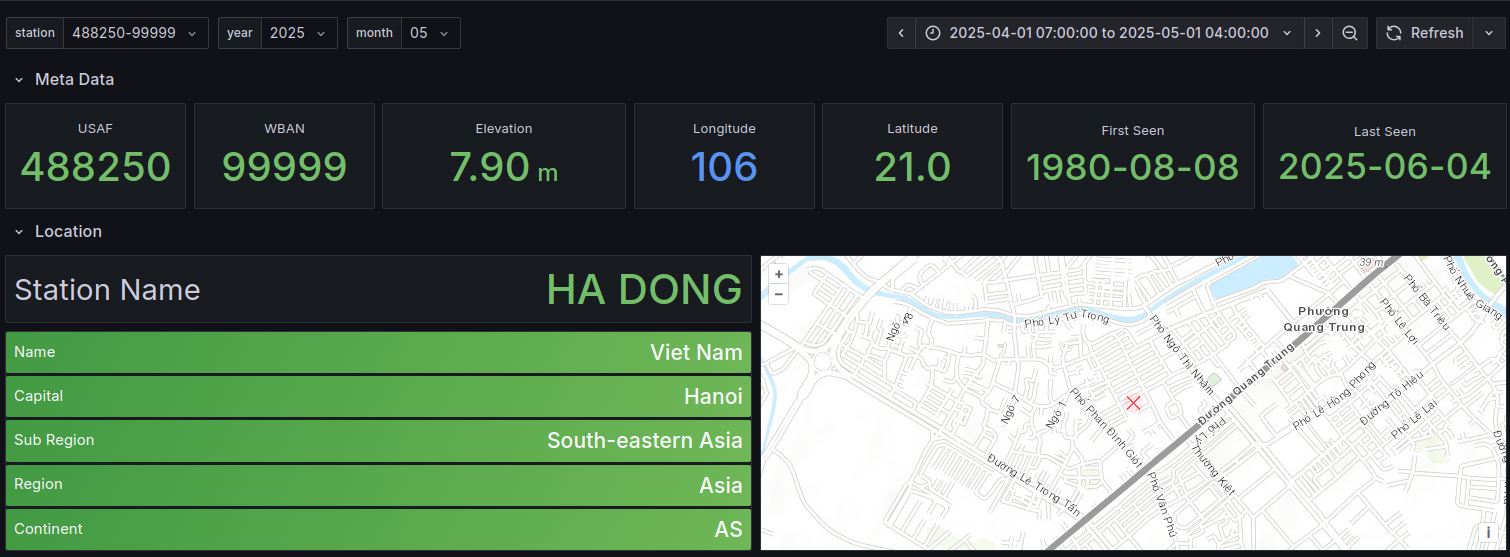 station 488250-99999 year 2025 month 05 2025-04-01 07:00:00 to 2025-05-01 04:00:00 Refresh
Meta Data
USAF WBAN Elevation Longitude Latitude First Seen Last Seen
488250 99999 7.90 m 106 21.0 1980-08-08 2025-06-04
Location
Station Name HA DONG
Name Viet Nam
Capital Hanoi
Sub Region South-eastern Asia
Region Asia
Continent AS
+
−
Phố
39 m
Phố Nhuệ Giang
Phố Bà Triệu
Phố Lê Lợi
Phường
Quang Trung
Ngõ 8
Phố Lý Tự Trọng
Phố Ngô Thì Nhậm
Đường Quang Trung
Phố Lê Hồng Phong
Đường Tô Hiệu
Phố Lê Lai
Ngõ 7
Ngõ 1
Phố Phan Đình Giót
Phố Lý
Thường Kiệt
Đường Lê Trọng Tấn
Phố Văn Phú
Đường
i